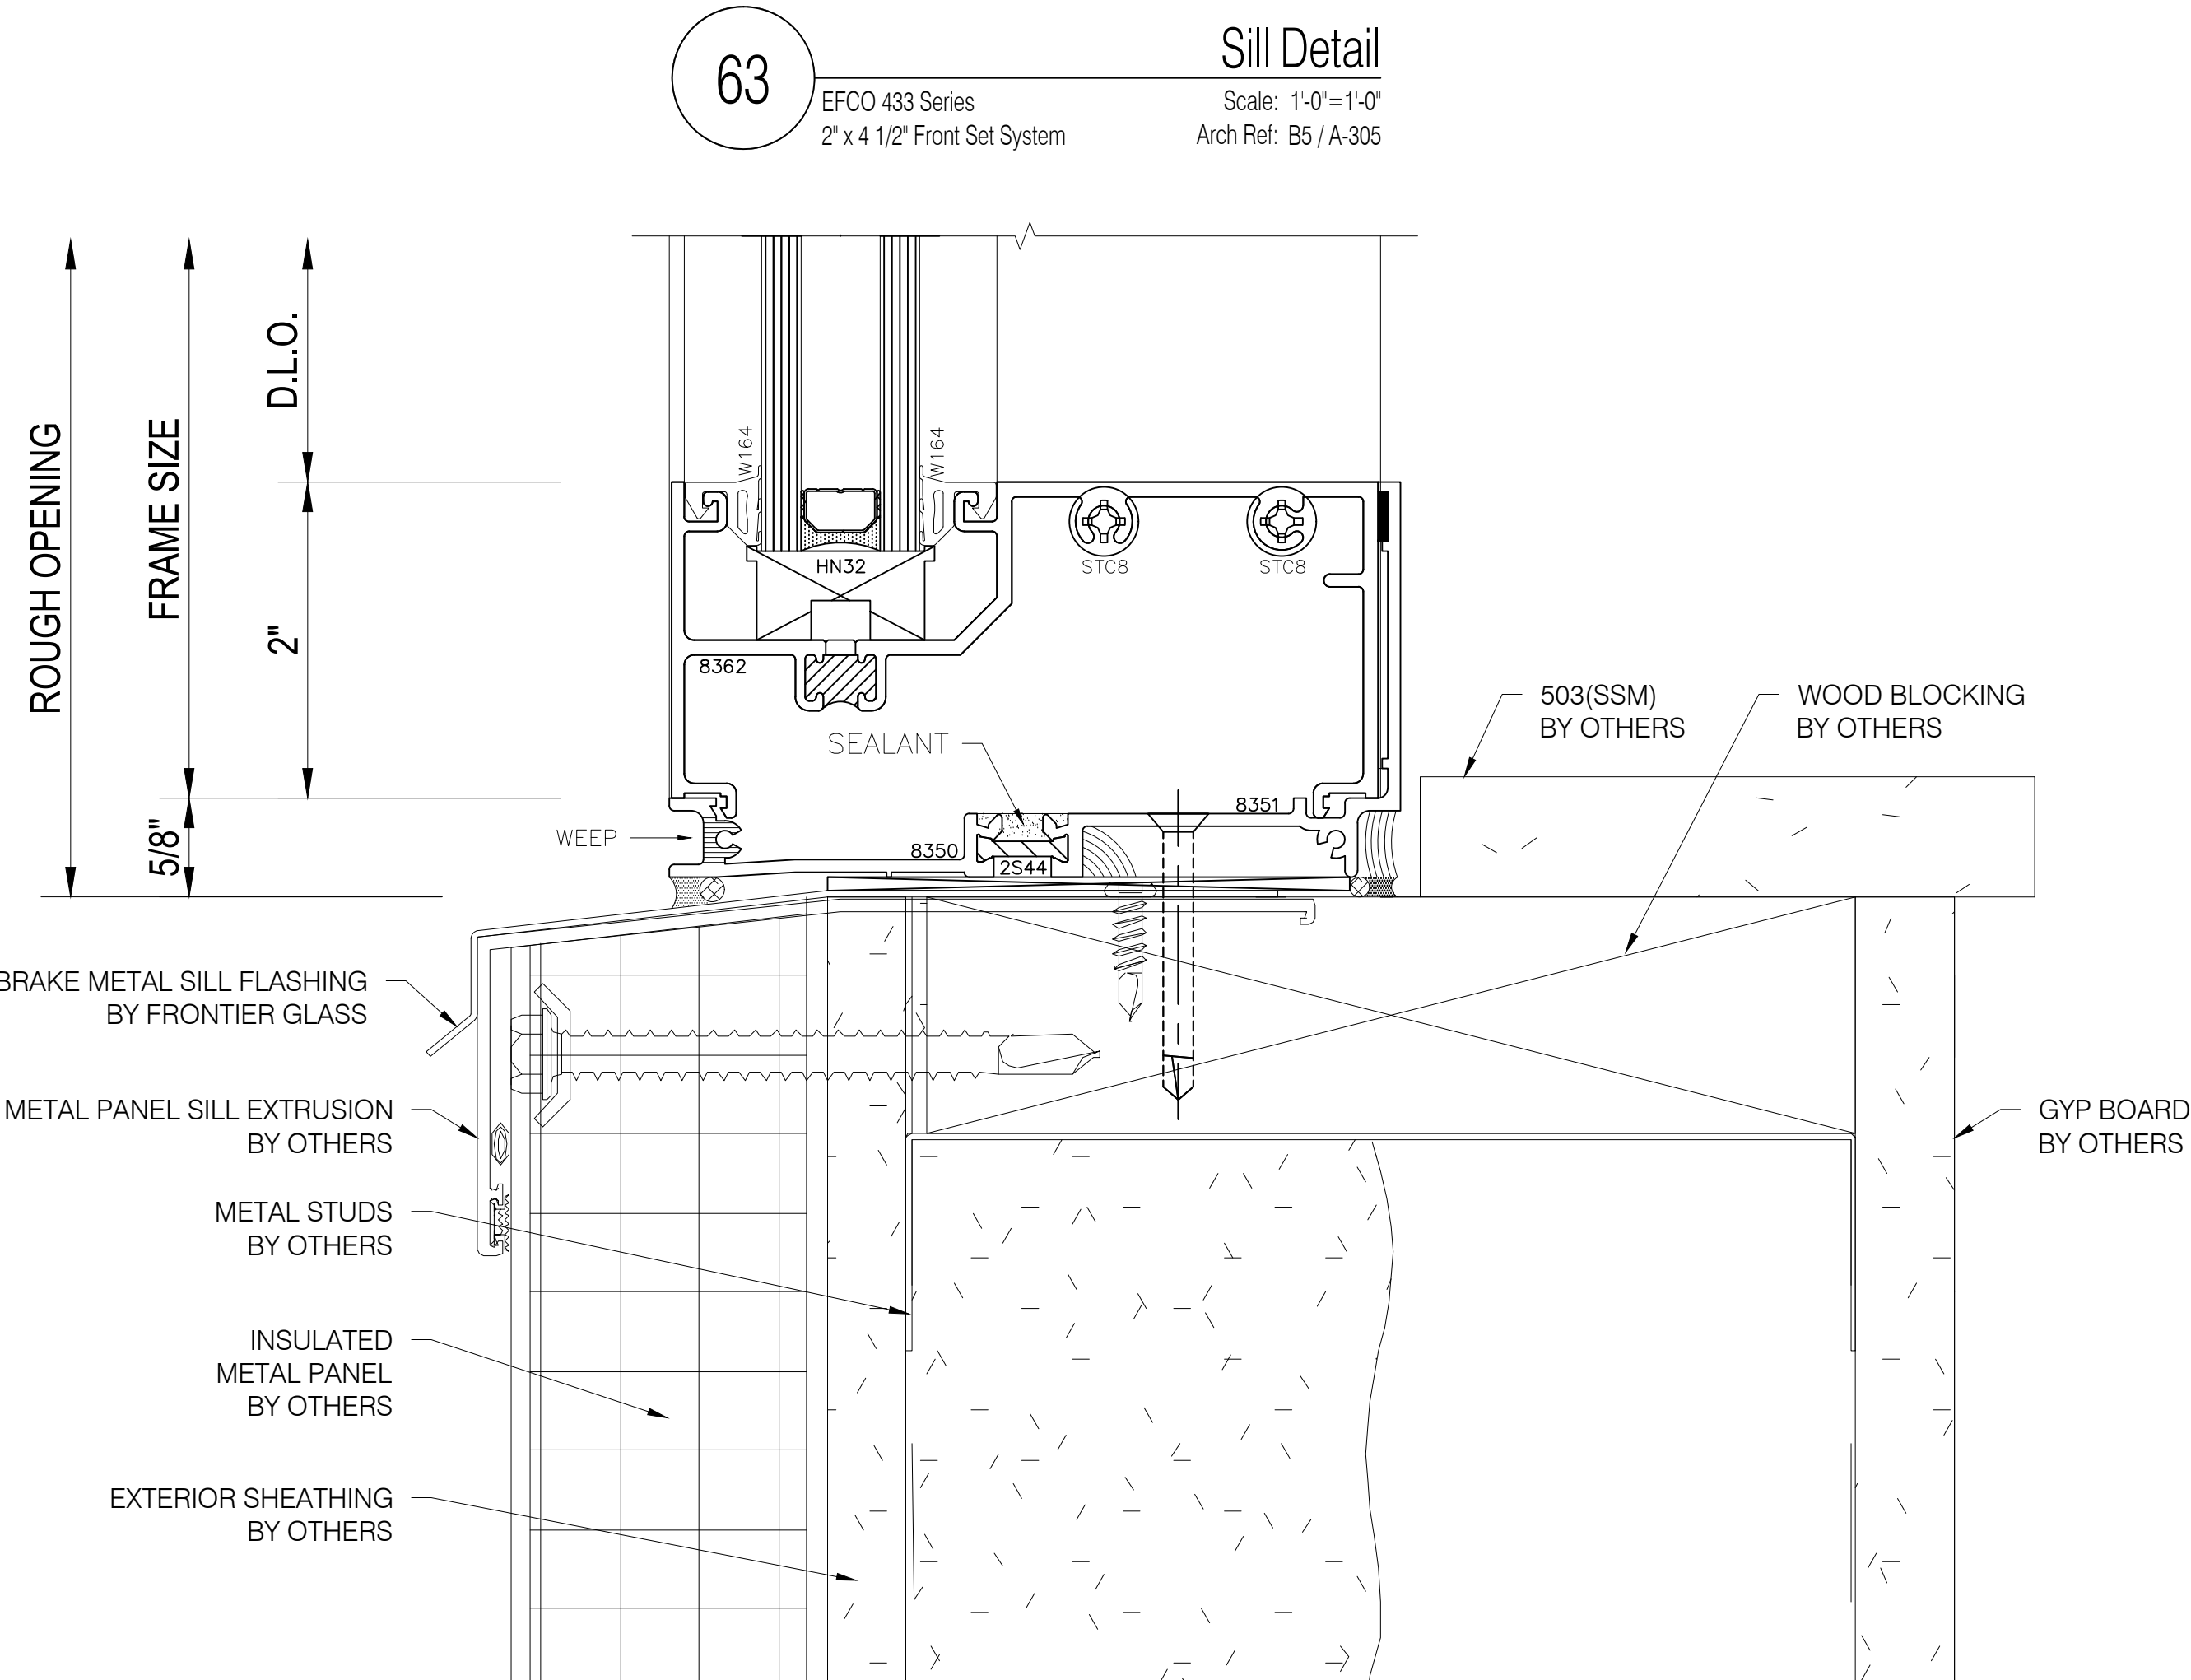 63
Sill Detail
EFCO 433 Series
Scale: 1'-0"=1'-0"
2" x 4 1/2" Front Set System
Arch Ref: B5 / A-305
ROUGH OPENING
FRAME SIZE
D.L.O.
2"
5/8"
W164
W164
HN32
STC8
STC8
8362
SEALANT
WEEP
8350
2S44
8351
503(SSM)
BY OTHERS
WOOD BLOCKING
BY OTHERS
BRAKE METAL SILL FLASHING
BY FRONTIER GLASS
METAL PANEL SILL EXTRUSION
BY OTHERS
GYP BOARD
BY OTHERS
METAL STUDS
BY OTHERS
INSULATED
METAL PANEL
BY OTHERS
EXTERIOR SHEATHING
BY OTHERS